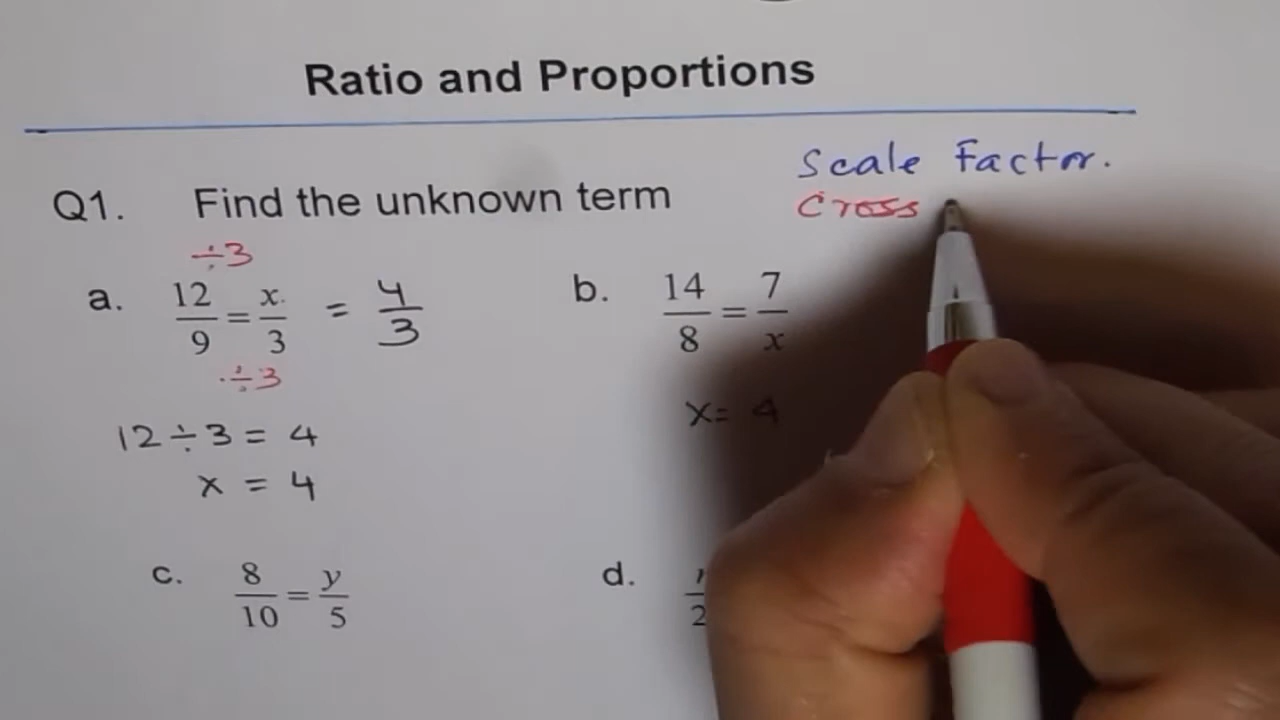 Ratio and Proportions
Scale Factor.
Cross
Q1. Find the unknown term
÷3
a. 12/9 = x/3 = 4/3
÷3
12 ÷ 3 = 4
x = 4
b. 14/8 = 7/x
x = 4
c. 8/10 = y/5
d.